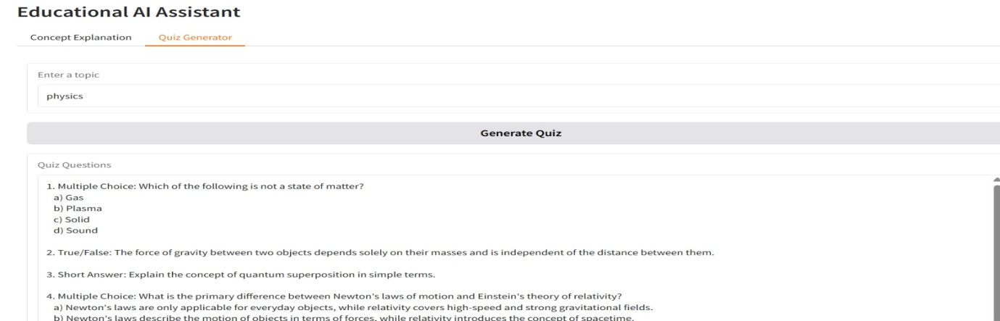 Educational AI Assistant
Concept Explanation Quiz Generator
Enter a topic
physics
Generate Quiz
Quiz Questions
1. Multiple Choice: Which of the following is not a state of matter?
a) Gas
b) Plasma
c) Solid
d) Sound
2. True/False: The force of gravity between two objects depends solely on their masses and is independent of the distance between them.
3. Short Answer: Explain the concept of quantum superposition in simple terms.
4. Multiple Choice: What is the primary difference between Newton's laws of motion and Einstein's theory of relativity?
a) Newton's laws are only applicable for everyday objects, while relativity covers high-speed and strong gravitational fields.
b) Newton's laws describe the motion of objects in terms of forces, while relativity introduces the concept of spacetime.